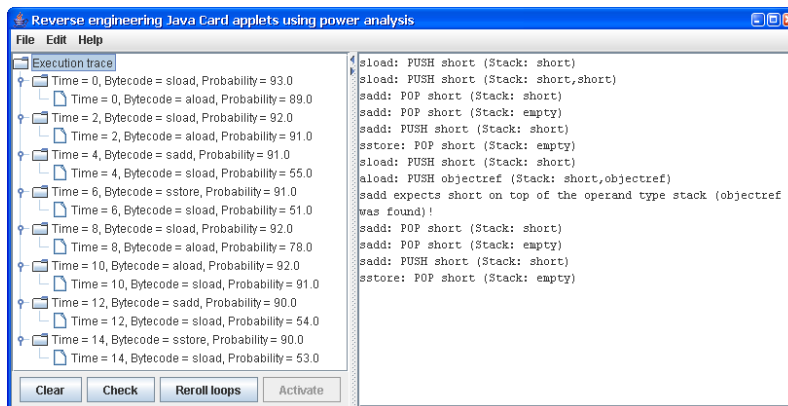 Reverse engineering Java Card applets using power analysis
File Edit Help
Execution trace
Time = 0, Bytecode = sload, Probability = 93.0
Time = 0, Bytecode = aload, Probability = 89.0
Time = 2, Bytecode = sload, Probability = 92.0
Time = 2, Bytecode = aload, Probability = 91.0
Time = 4, Bytecode = sadd, Probability = 91.0
Time = 4, Bytecode = sload, Probability = 55.0
Time = 6, Bytecode = sstore, Probability = 91.0
Time = 6, Bytecode = sload, Probability = 51.0
Time = 8, Bytecode = sload, Probability = 92.0
Time = 8, Bytecode = aload, Probability = 78.0
Time = 10, Bytecode = aload, Probability = 92.0
Time = 10, Bytecode = sload, Probability = 91.0
Time = 12, Bytecode = sadd, Probability = 90.0
Time = 12, Bytecode = sload, Probability = 54.0
Time = 14, Bytecode = sstore, Probability = 90.0
Time = 14, Bytecode = sload, Probability = 53.0
Clear Check Reroll loops Activate
sload: PUSH short (Stack: short)
sload: PUSH short (Stack: short,short)
sadd: POP short (Stack: short)
sadd: POP short (Stack: empty)
sadd: PUSH short (Stack: short)
sstore: POP short (Stack: empty)
sload: PUSH short (Stack: short)
aload: PUSH objectref (Stack: short,objectref)
sadd expects short on top of the operand type stack (objectref
was found)!
sadd: POP short (Stack: short)
sadd: POP short (Stack: empty)
sadd: PUSH short (Stack: short)
sstore: POP short (Stack: empty)